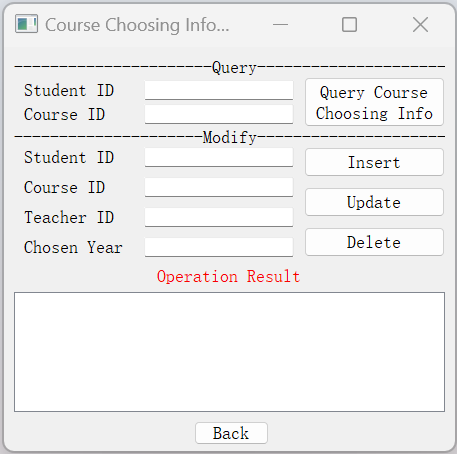 Course Choosing Info...
----------------------Query---------------------
Student ID
Course ID
Query Course
Choosing Info
---------------------Modify---------------------
Student ID
Course ID
Teacher ID
Chosen Year
Insert
Update
Delete
Operation Result
Back